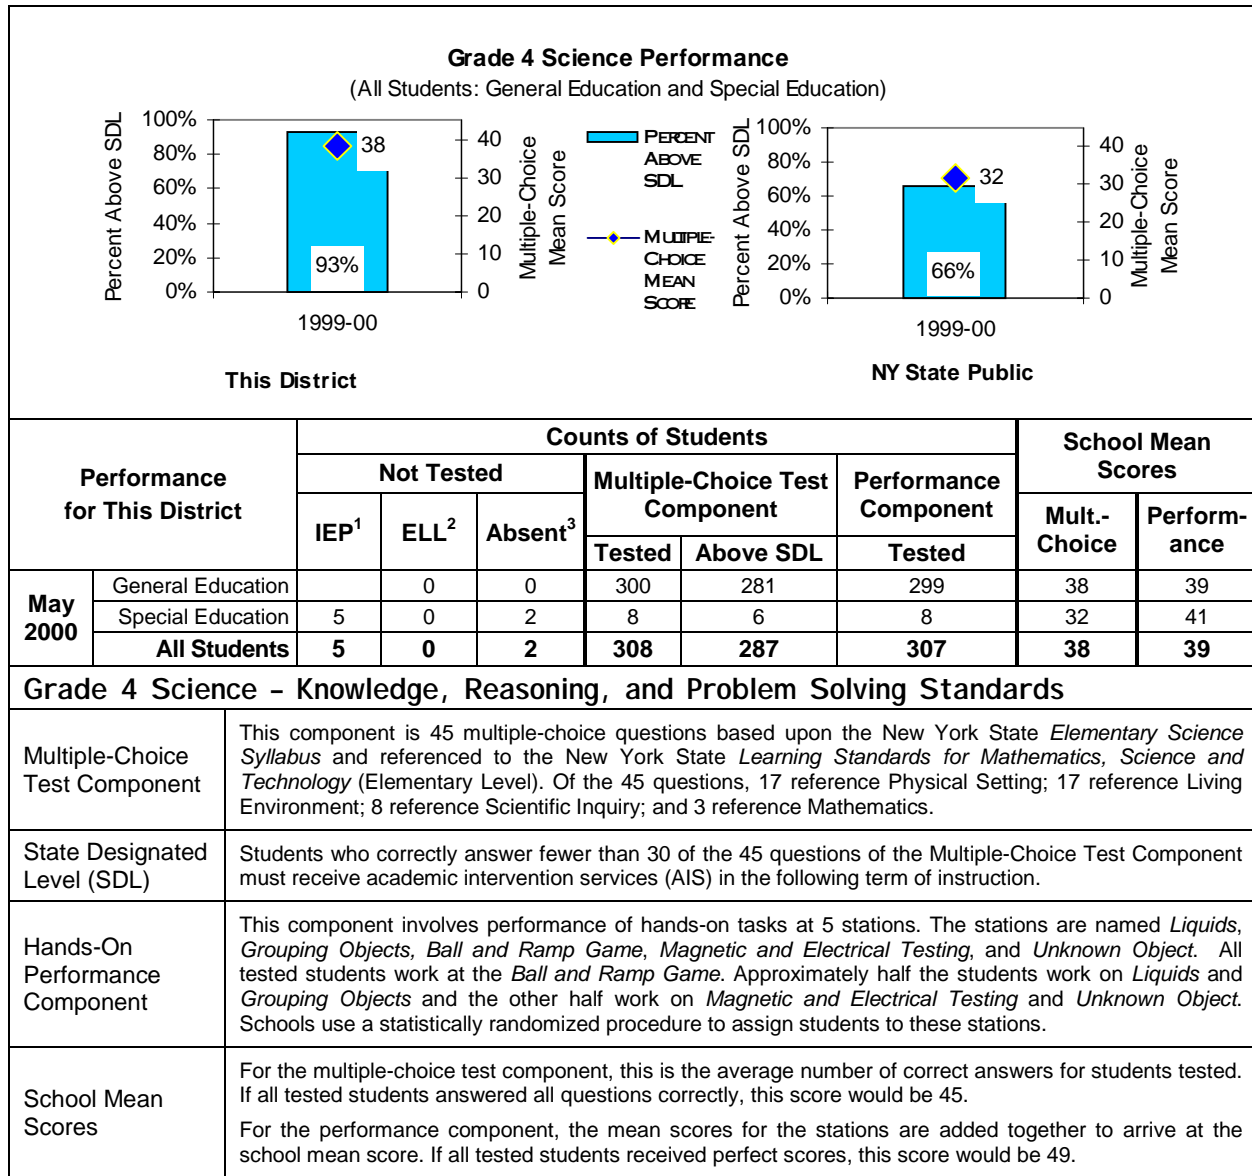 Grade 4 Science Performance
(All Students: General Education and Special Education)
Percent Above SDL
100%
80%
60%
40%
20%
0%
38
93%
40
30
20
10
0
Multiple-Choice
Mean Score
1999-00
This District
PERCENT
ABOVE
SDL
MULTIPLE-
CHOICE
MEAN
SCORE
Percent Above SDL
100%
80%
60%
40%
20%
0%
32
66%
40
30
20
10
0
Multiple-Choice
Mean Score
1999-00
NY State Public
Performance
for This District
Counts of Students
School Mean
Scores
Not Tested
Multiple-Choice Test
Component
Performance
Component
IEP1
ELL2
Absent3
Mult.-
Choice
Perform-
ance
Tested
Above SDL
Tested
May
2000
General Education 0 0 300 281 299 38 39
Special Education 5 0 2 8 6 8 32 41
All Students 5 0 2 308 287 307 38 39
Grade 4 Science – Knowledge, Reasoning, and Problem Solving Standards
Multiple-Choice
Test Component
This component is 45 multiple-choice questions based upon the New York State Elementary Science
Syllabus and referenced to the New York State Learning Standards for Mathematics, Science and
Technology (Elementary Level). Of the 45 questions, 17 reference Physical Setting; 17 reference Living
Environment; 8 reference Scientific Inquiry; and 3 reference Mathematics.
State Designated
Level (SDL)
Students who correctly answer fewer than 30 of the 45 questions of the Multiple-Choice Test Component
must receive academic intervention services (AIS) in the following term of instruction.
Hands-On
Performance
Component
This component involves performance of hands-on tasks at 5 stations. The stations are named Liquids,
Grouping Objects, Ball and Ramp Game, Magnetic and Electrical Testing, and Unknown Object. All
tested students work at the Ball and Ramp Game. Approximately half the students work on Liquids and
Grouping Objects and the other half work on Magnetic and Electrical Testing and Unknown Object.
Schools use a statistically randomized procedure to assign students to these stations.
School Mean
Scores
For the multiple-choice test component, this is the average number of correct answers for students tested.
If all tested students answered all questions correctly, this score would be 45.
For the performance component, the mean scores for the stations are added together to arrive at the
school mean score. If all tested students received perfect scores, this score would be 49.